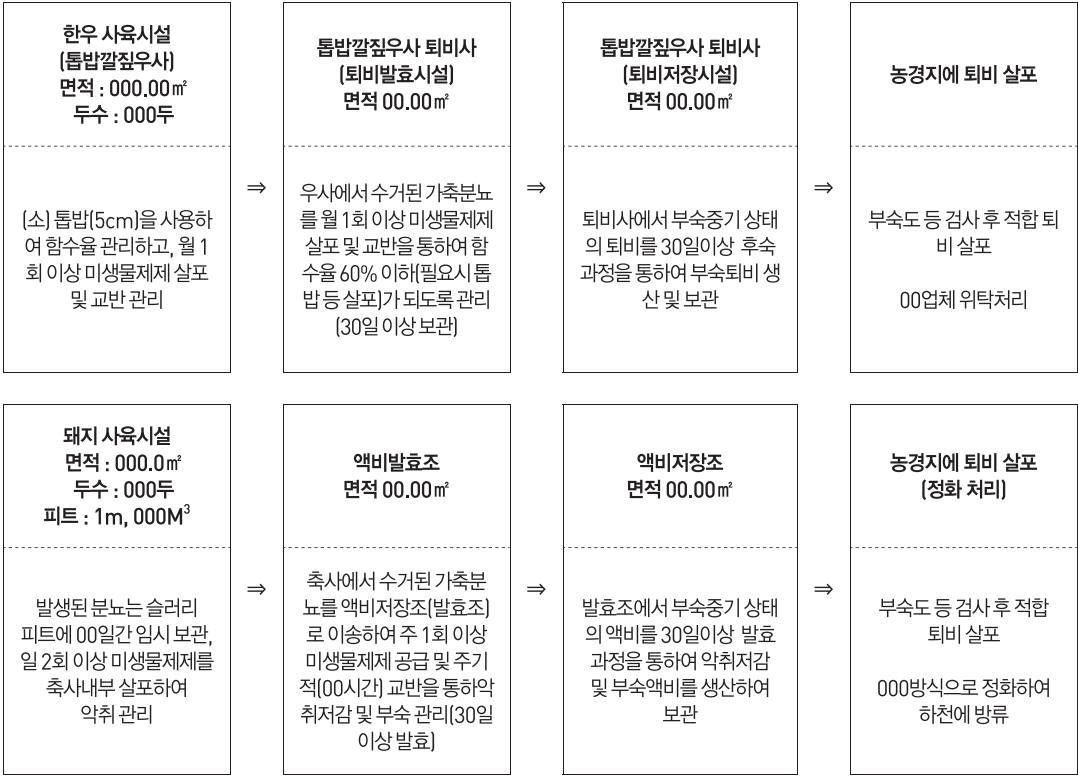 한우 사육시설
(톱밥깔짚우사)
면적 : 000.00㎡
두수 : 000두
(소) 톱밥(5cm)을 사용하
여 함수율 관리하고, 월 1
회 이상 미생물제제 살포
및 교반 관리
⇒
톱밥깔짚우사 퇴비사
(퇴비발효시설)
면적 00.00㎡
우사에서 수거된 가축분뇨
를 월 1회 이상 미생물제제
살포 및 교반을 통하여 함
수율 60% 이하(필요시 톱
밥 등 살포)가 되도록 관리
(30일 이상 보관)
⇒
톱밥깔짚우사 퇴비사
(퇴비저장시설)
면적 00.00㎡
퇴비사에서 부숙중기 상태
의 퇴비를 30일이상 후숙
과정을 통하여 부숙퇴비 생
산 및 보관
⇒
농경지에 퇴비 살포
부숙도 등 검사 후 적합 퇴
비 살포
00업체 위탁처리
돼지 사육시설
면적 : 000.0㎡
두수 : 000두
피트 : 1m, 000M³
발생된 분뇨는 슬러리
피트에 00일간 임시 보관,
일 2회 이상 미생물제제를
축사내부 살포하여
악취 관리
⇒
액비발효조
면적 00.00㎡
축사에서 수거된 가축분
뇨를 액비저장조(발효조)
로 이송하여 주 1회 이상
미생물제제 공급 및 주기
적(00시간) 교반을 통하악
취저감 및 부숙 관리(30일
이상 발효)
⇒
액비저장조
면적 00.00㎡
발효조에서 부숙중기 상태
의 액비를 30일이상 발효
과정을 통하여 악취저감
및 부숙액비를 생산하여
보관
⇒
농경지에 퇴비 살포
(정화 처리)
부숙도 등 검사 후 적합
퇴비 살포
000방식으로 정화하여
하천에 방류